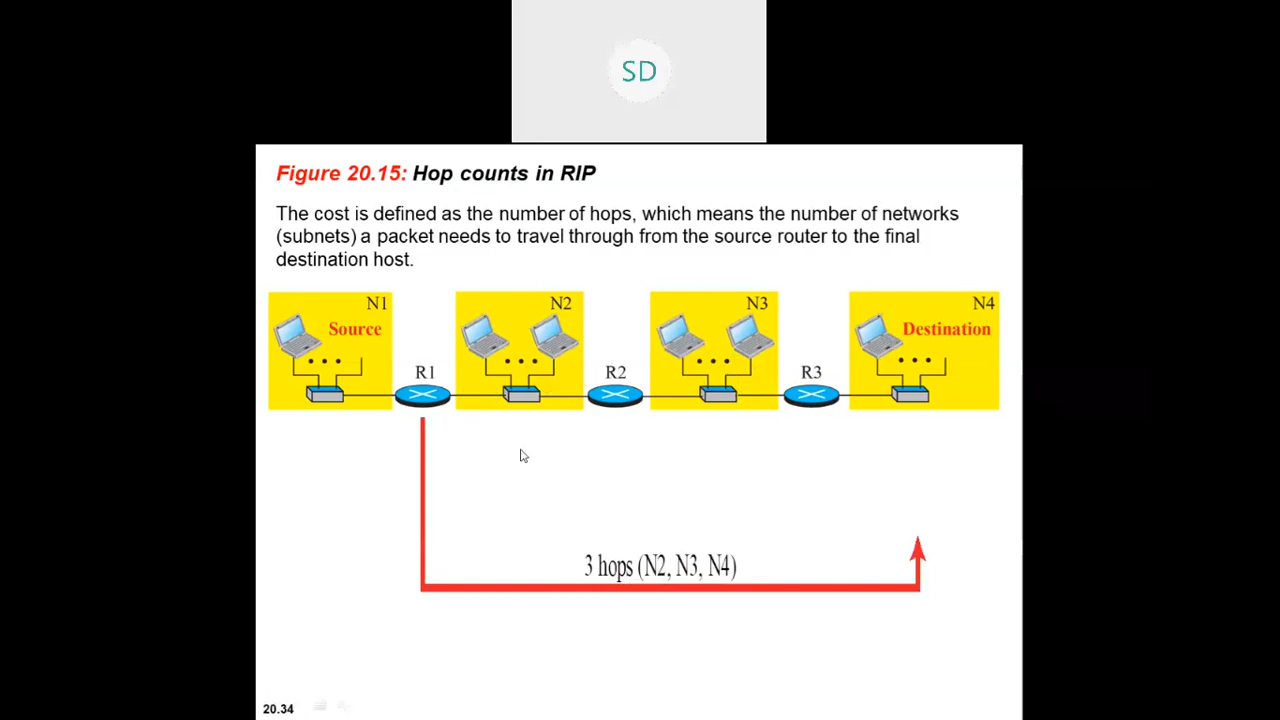 SD
Figure 20.15: Hop counts in RIP
The cost is defined as the number of hops, which means the number of networks
(subnets) a packet needs to travel through from the source router to the final
destination host.
N1 N2 N3 N4
Source Destination
R1 R2 R3
3 hops (N2, N3, N4)
20.34